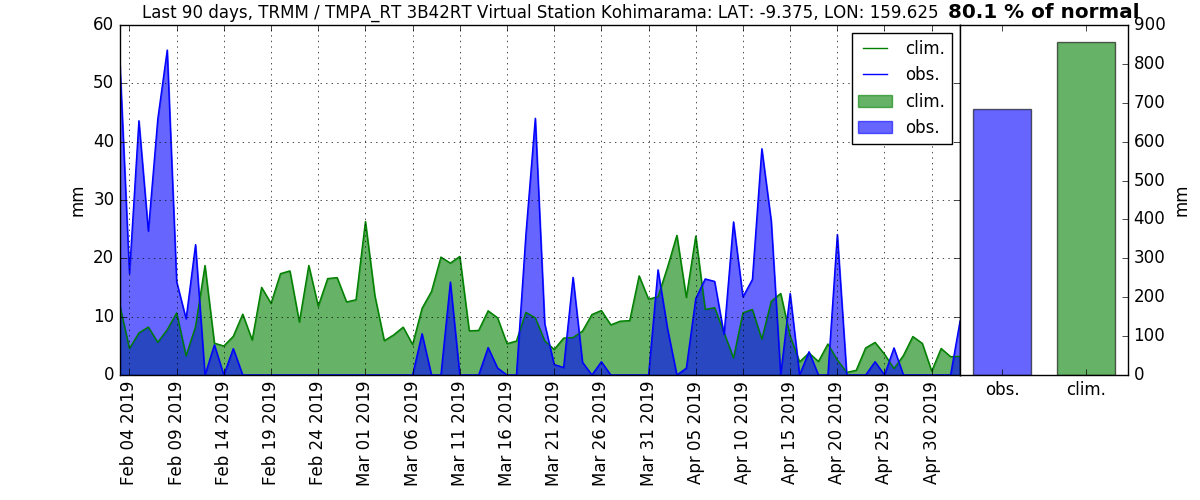 Last 90 days, TRMM / TMPA_RT 3B42RT Virtual Station Kohimarama: LAT: -9.375, LON: 159.625 80.1 % of normal
60
50
40
30
20
10
0
mm
clim.
obs.
clim.
obs.
Feb 04 2019
Feb 09 2019
Feb 14 2019
Feb 19 2019
Feb 24 2019
Mar 01 2019
Mar 06 2019
Mar 11 2019
Mar 16 2019
Mar 21 2019
Mar 26 2019
Mar 31 2019
Apr 05 2019
Apr 10 2019
Apr 15 2019
Apr 20 2019
Apr 25 2019
Apr 30 2019
900
800
700
600
500
400
300
200
100
0
mm
obs. clim.